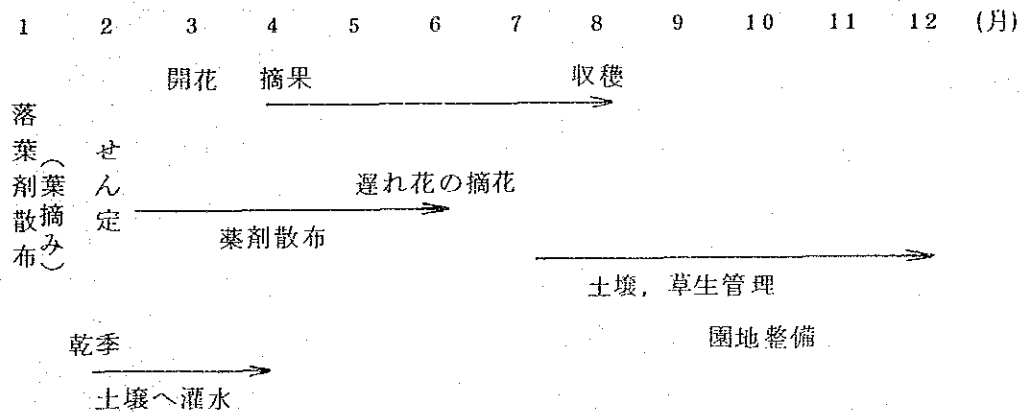 1 2 3 4 5 6 7 8 9 10 11 12 (月)
開花 摘果 収穫
落葉剤散布
(葉摘み)
せん定
遅れ花の摘花
薬剤散布
土壌，草生管理
園地整備
乾季
土壌へ灌水